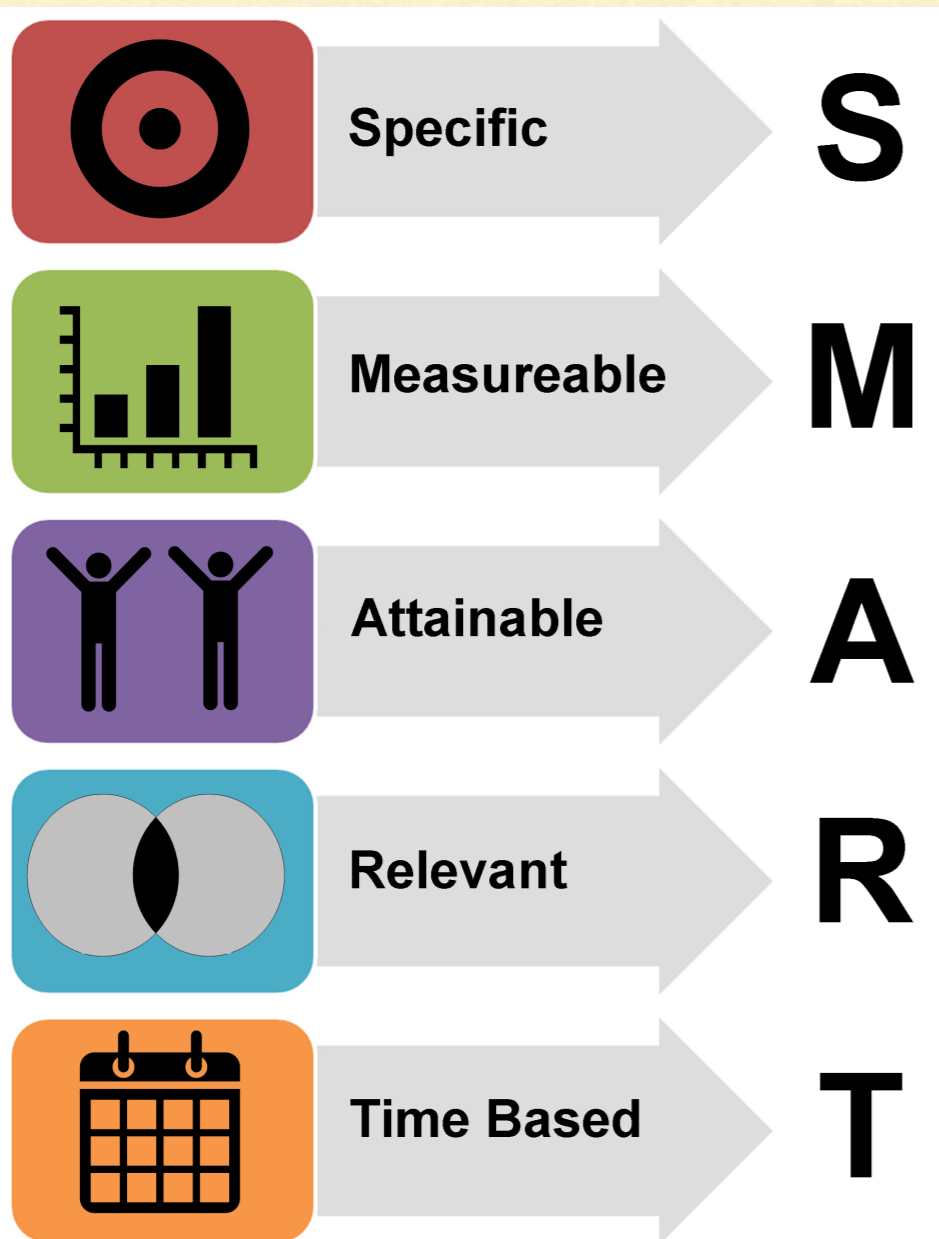 Specific S
Measureable M
Attainable A
Relevant R
Time Based T